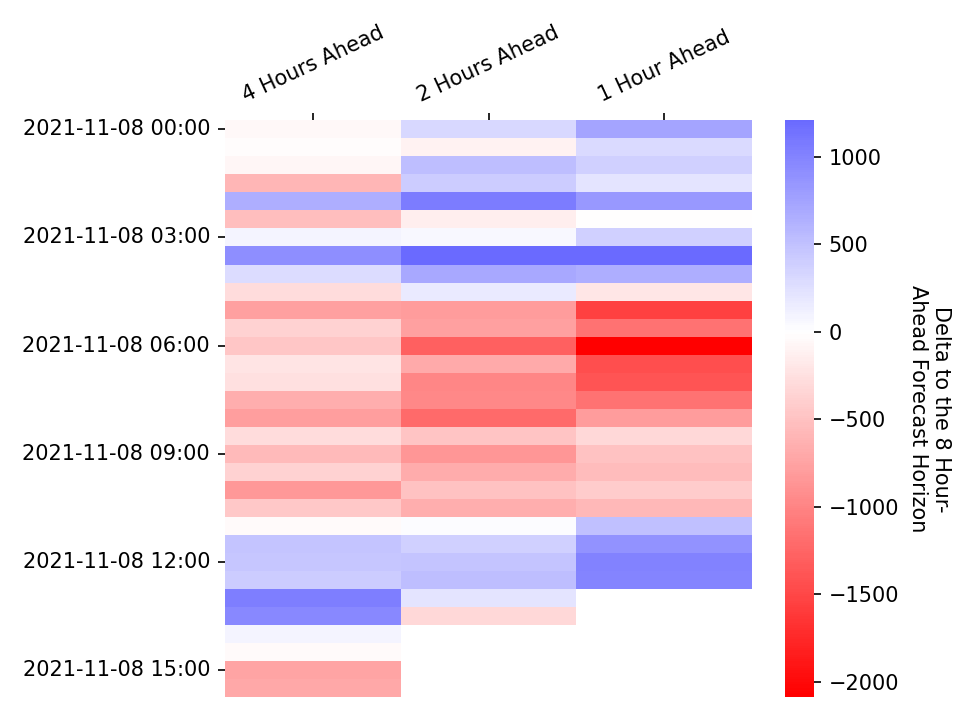 4 Hours Ahead
2 Hours Ahead
1 Hour Ahead
2021-11-08 00:00
2021-11-08 03:00
2021-11-08 06:00
2021-11-08 09:00
2021-11-08 12:00
2021-11-08 15:00
1000
500
0
−500
−1000
−1500
−2000
Delta to the 8 Hour-
Ahead Forecast Horizon